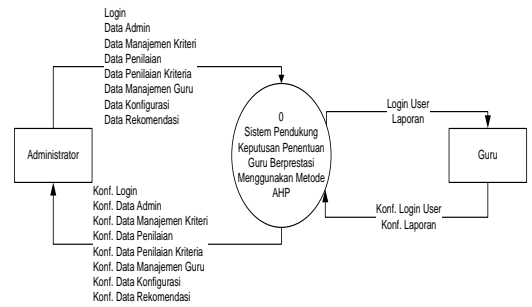 Login
Data Admin
Data Manajemen Kriteri
Data Penilaian
Data Penilaian Kriteria
Data Manajemen Guru
Data Konfigurasi
Data Rekomendasi
Administrator
0
Sistem Pendukung
Keputusan Penentuan
Guru Berprestasi
Menggunakan Metode
AHP
Login User
Laporan
Guru
Konf. Login User
Konf. Laporan
Konf. Login
Konf. Data Admin
Konf. Data Manajemen Kriteri
Konf. Data Penilaian
Konf. Data Penilaian Kriteria
Konf. Data Manajemen Guru
Konf. Data Konfigurasi
Konf. Data Rekomendasi